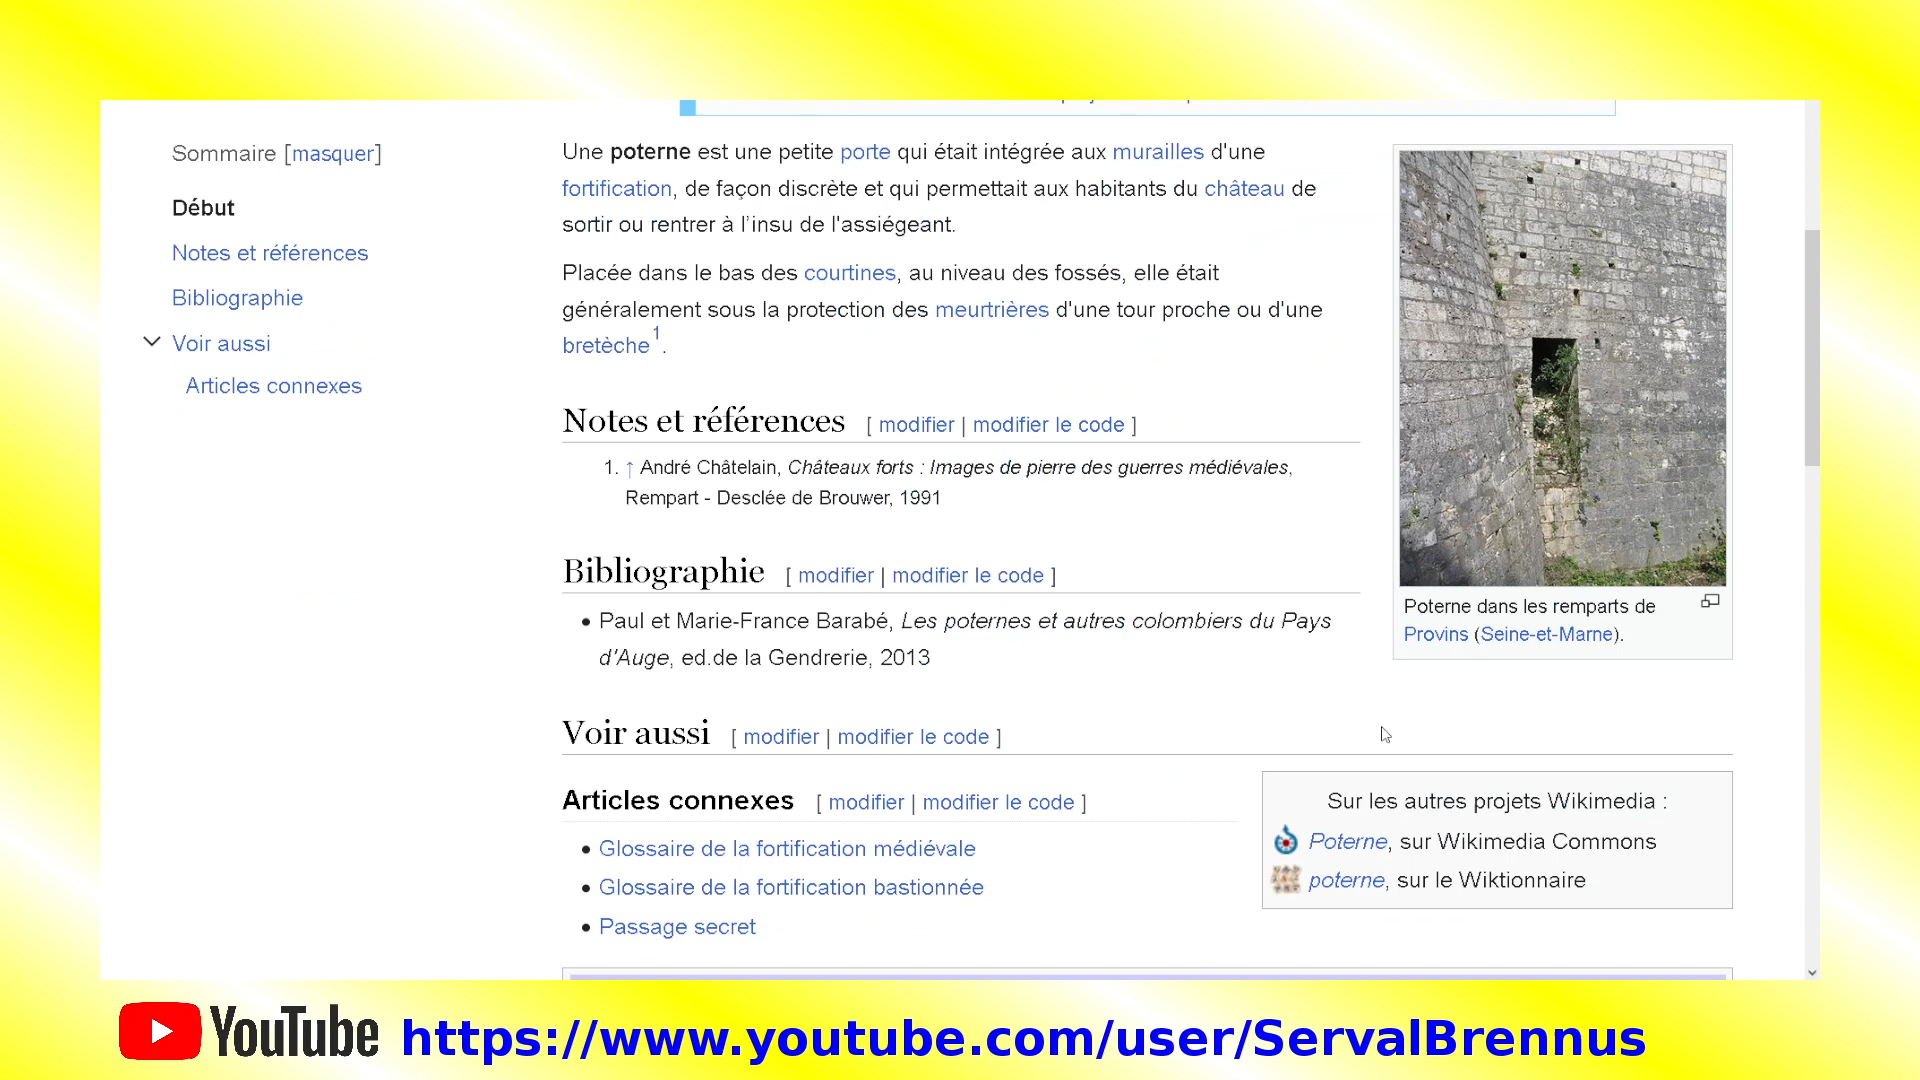 Sommaire [masquer]
Début
Notes et références
Bibliographie
Voir aussi
Articles connexes
Une poterne est une petite porte qui était intégrée aux murailles d'une
fortification, de façon discrète et qui permettait aux habitants du château de
sortir ou rentrer à l’insu de l'assiégeant.
Placée dans le bas des courtines, au niveau des fossés, elle était
généralement sous la protection des meurtrières d'une tour proche ou d'une
bretèche 1.
Notes et références [ modifier | modifier le code ]
1. ↑ André Châtelain, Châteaux forts : Images de pierre des guerres médiévales,
Rempart - Desclée de Brouwer, 1991
Bibliographie [ modifier | modifier le code ]
• Paul et Marie-France Barabé, Les poternes et autres colombiers du Pays
d'Auge, ed.de la Gendrerie, 2013
Voir aussi [ modifier | modifier le code ]
Articles connexes [ modifier | modifier le code ]
• Glossaire de la fortification médiévale
• Glossaire de la fortification bastionnée
• Passage secret
Poterne dans les remparts de
Provins (Seine-et-Marne).
Sur les autres projets Wikimedia :
Poterne, sur Wikimedia Commons
poterne, sur le Wiktionnaire
YouTube https://www.youtube.com/user/ServalBrennus